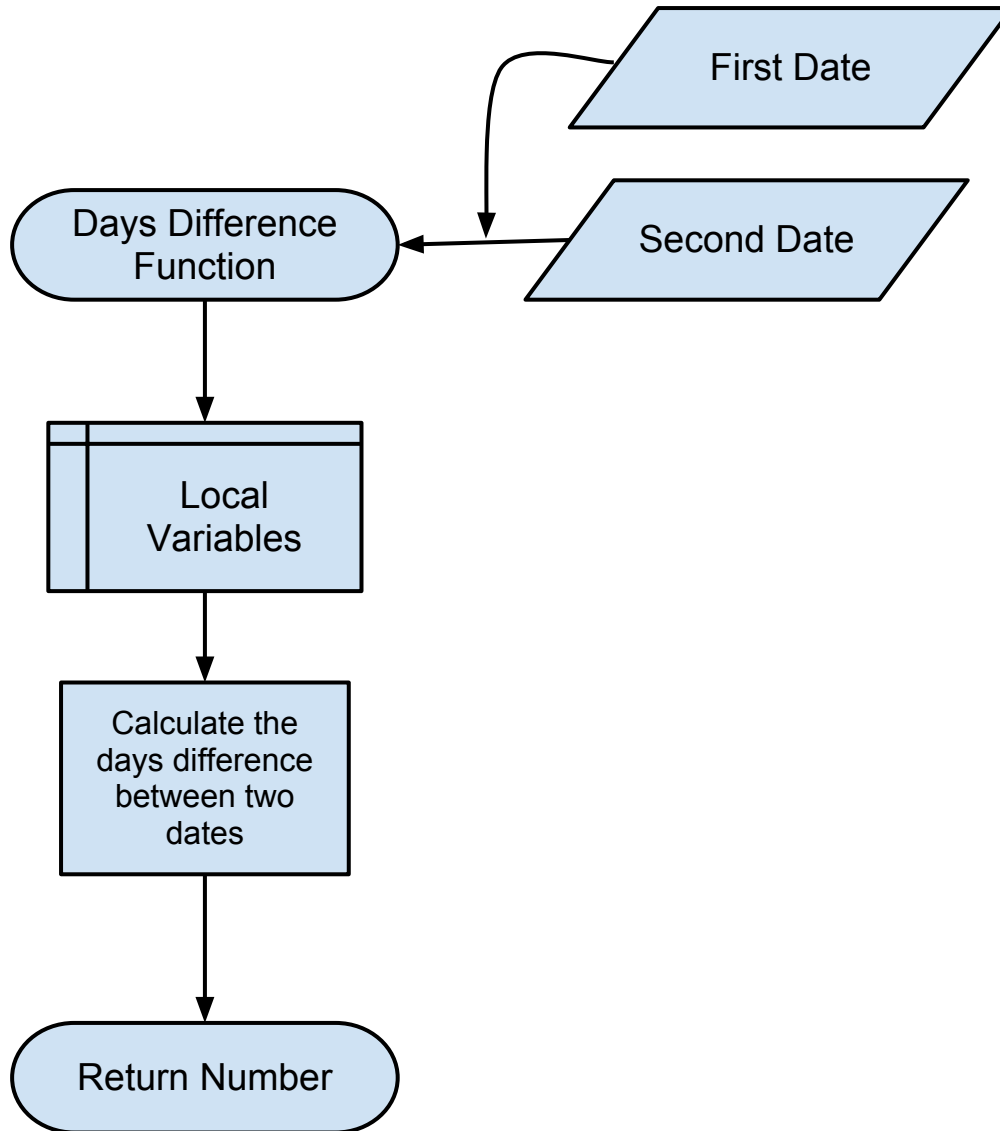 First Date
Second Date
Days Difference
Function
Local
Variables
Calculate the
days difference
between two
dates
Return Number